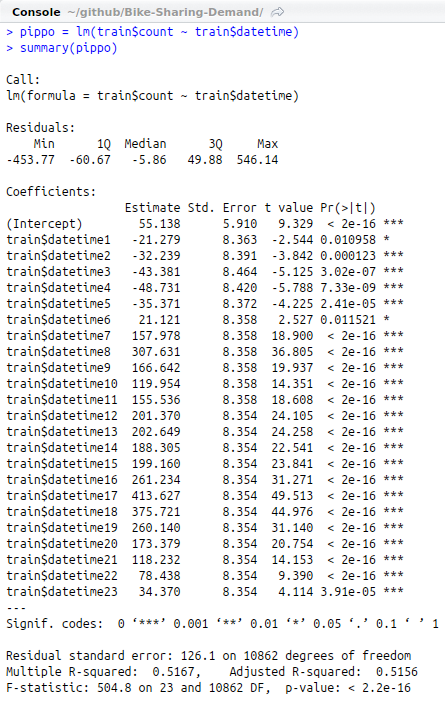 Console ~/github/Bike-Sharing-Demand/
> pippo = lm(train$count ~ train$datetime)
> summary(pippo)
Call:
lm(formula = train$count ~ train$datetime)
Residuals:
    Min      1Q  Median      3Q     Max
-453.77  -60.67   -5.86   49.88  546.14
Coefficients:
                 Estimate Std. Error t value Pr(>|t|)
(Intercept)        55.138      5.910   9.329  < 2e-16 ***
train$datetime1   -21.279      8.363  -2.544 0.010958 *
train$datetime2   -32.239      8.391  -3.842 0.000123 ***
train$datetime3   -43.381      8.464  -5.125 3.02e-07 ***
train$datetime4   -48.731      8.420  -5.788 7.33e-09 ***
train$datetime5   -35.371      8.372  -4.225 2.41e-05 ***
train$datetime6    21.121      8.358   2.527 0.011521 *
train$datetime7   157.978      8.358  18.900  < 2e-16 ***
train$datetime8   307.631      8.358  36.805  < 2e-16 ***
train$datetime9   166.642      8.358  19.937  < 2e-16 ***
train$datetime10  119.954      8.358  14.351  < 2e-16 ***
train$datetime11  155.536      8.358  18.608  < 2e-16 ***
train$datetime12  201.370      8.354  24.105  < 2e-16 ***
train$datetime13  202.649      8.354  24.258  < 2e-16 ***
train$datetime14  188.305      8.354  22.541  < 2e-16 ***
train$datetime15  199.160      8.354  23.841  < 2e-16 ***
train$datetime16  261.234      8.354  31.271  < 2e-16 ***
train$datetime17  413.627      8.354  49.513  < 2e-16 ***
train$datetime18  375.721      8.354  44.976  < 2e-16 ***
train$datetime19  260.140      8.354  31.140  < 2e-16 ***
train$datetime20  173.379      8.354  20.754  < 2e-16 ***
train$datetime21  118.232      8.354  14.153  < 2e-16 ***
train$datetime22   78.438      8.354   9.390  < 2e-16 ***
train$datetime23   34.370      8.354   4.114 3.91e-05 ***
---
Signif. codes:  0 ‘***’ 0.001 ‘**’ 0.01 ‘*’ 0.05 ‘.’ 0.1 ‘ ’ 1
Residual standard error: 126.1 on 10862 degrees of freedom
Multiple R-squared:  0.5167,    Adjusted R-squared:  0.5156
F-statistic: 504.8 on 23 and 10862 DF,  p-value: < 2.2e-16